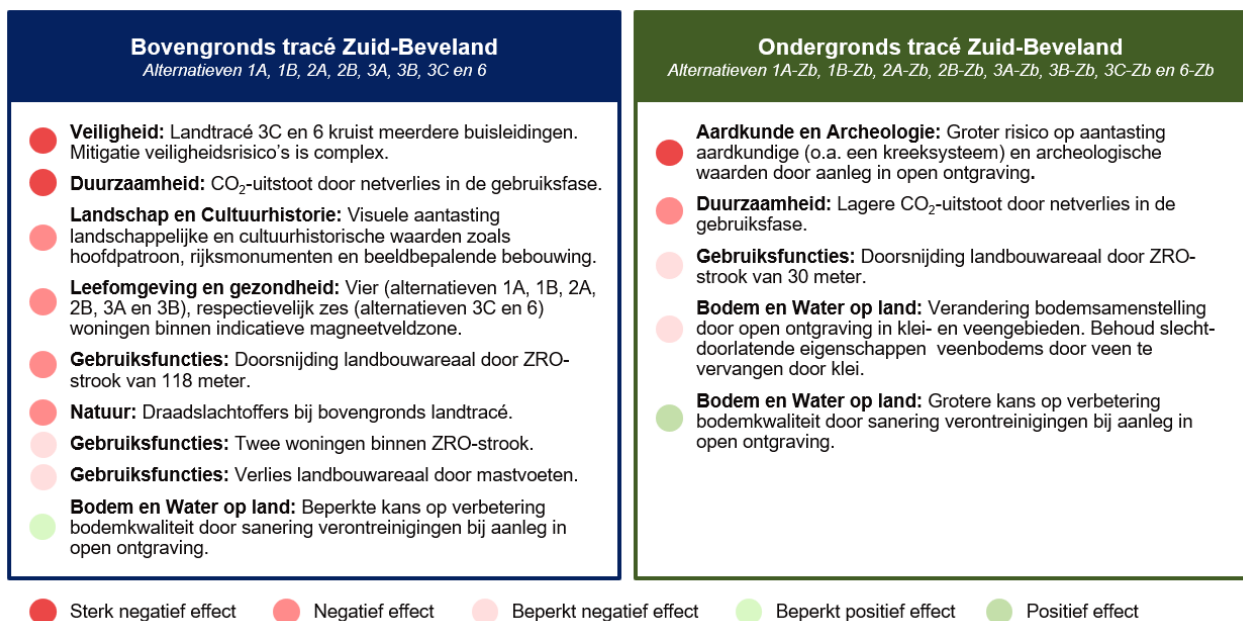 Bovengronds tracé Zuid-Beveland
Alternatieven 1A, 1B, 2A, 2B, 3A, 3B, 3C en 6
Veiligheid: Landtracé 3C en 6 kruist meerdere buisleidingen.
Mitigatie veiligheidsrisico's is complex.
Duurzaamheid: CO₂-uitstoot door netverlies in de gebruiksfase.
Landschap en Cultuurhistorie: Visuele aantasting
landschappelijke en cultuurhistorische waarden zoals
hoofdpatroon, rijksmonumenten en beeldbepalende bebouwing.
Leefomgeving en gezondheid: Vier (alternatieven 1A, 1B, 2A,
2B, 3A en 3B), respectievelijk zes (alternatieven 3C en 6)
woningen binnen indicatieve magneetveldzone.
Gebruiksfuncties: Doorsnijding landbouwareaal door ZRO-
strook van 118 meter.
Natuur: Draadslachtoffers bij bovengronds landtracé.
Gebruiksfuncties: Twee woningen binnen ZRO-strook.
Gebruiksfuncties: Verlies landbouwareaal door mastvoeten.
Bodem en Water op land: Beperkte kans op verbetering
bodemkwaliteit door sanering verontreinigingen bij aanleg in
open ontgraving.
Ondergronds tracé Zuid-Beveland
Alternatieven 1A-Zb, 1B-Zb, 2A-Zb, 2B-Zb, 3A-Zb, 3B-Zb, 3C-Zb en 6-Zb
Aardkunde en Archeologie: Groter risico op aantasting
aardkundige (o.a. een kreeksysteem) en archeologische
waarden door aanleg in open ontgraving.
Duurzaamheid: Lagere CO₂-uitstoot door netverlies in de
gebruiksfase.
Gebruiksfuncties: Doorsnijding landbouwareaal door ZRO-
strook van 30 meter.
Bodem en Water op land: Verandering bodemsamenstelling
door open ontgraving in klei- en veengebieden. Behoud slecht-
doorlatende eigenschappen veenbodems door veen te
vervangen door klei.
Bodem en Water op land: Grotere kans op verbetering
bodemkwaliteit door sanering verontreinigingen bij aanleg in
open ontgraving.
Sterk negatief effect
Negatief effect
Beperkt negatief effect
Beperkt positief effect
Positief effect